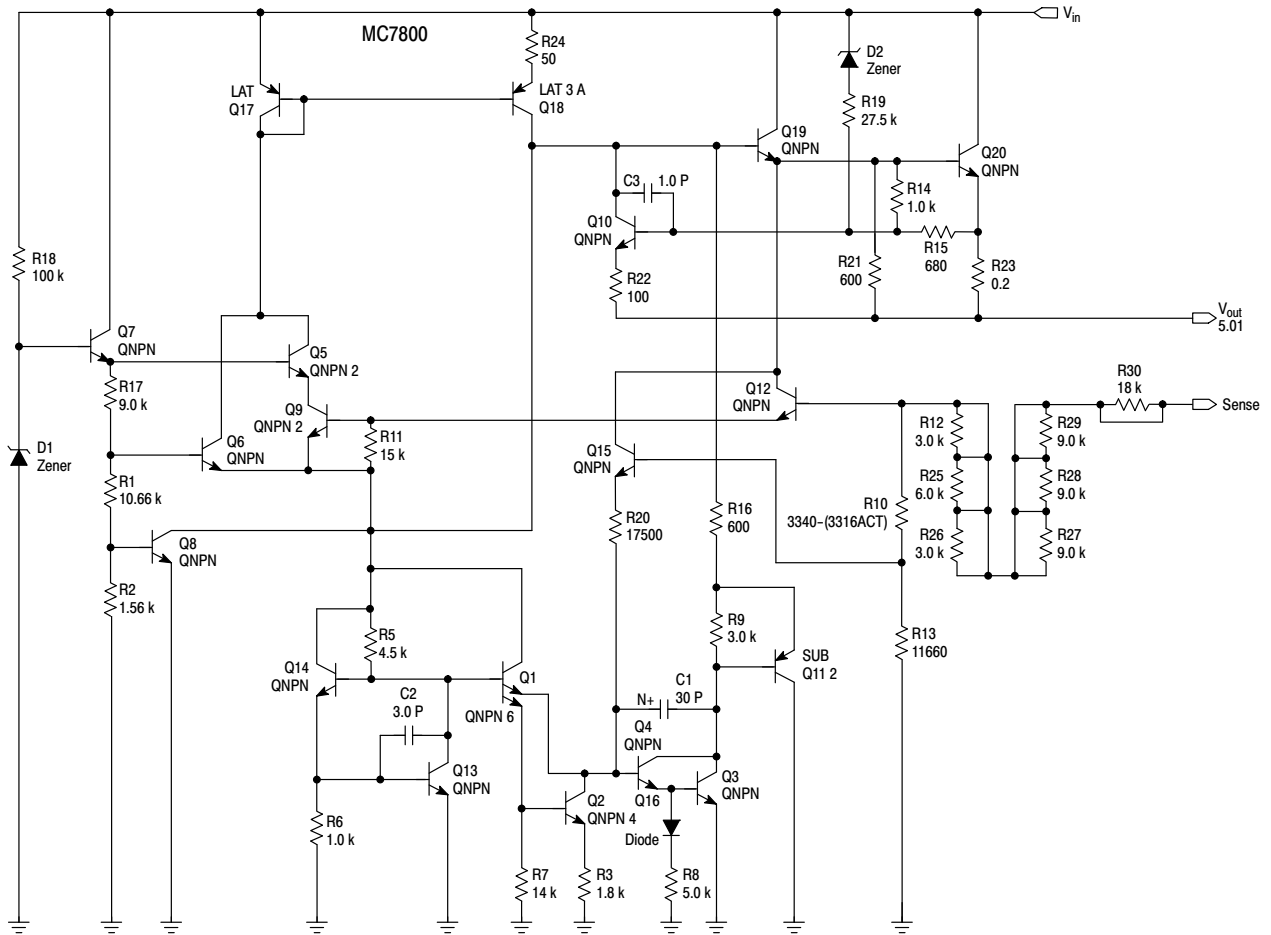 MC7800
Vin
R24
50
D2
Zener
LAT
Q17
LAT 3 A
Q18
R19
27.5 k
Q19
QNPN
Q20
QNPN
C3
1.0 P
R14
1.0 k
Q10
QNPN
R15
680
R18
100 k
R21
600
R23
0.2
R22
100
Vout
5.01
Q7
QNPN
Q5
QNPN 2
R30
18 k
R17
9.0 k
Q9
QNPN 2
Q12
QNPN
Sense
R12
3.0 k
R29
9.0 k
D1
Zener
Q6
QNPN
R11
15 k
Q15
QNPN
R1
10.66 k
R25
6.0 k
R28
9.0 k
R10
3340-(3316ACT)
R20
17500
R16
600
R26
3.0 k
R27
9.0 k
Q8
QNPN
R2
1.56 k
R9
3.0 k
R13
11660
R5
4.5 k
SUB
Q11 2
Q14
QNPN
Q1
QNPN 6
C2
3.0 P
N+
C1
30 P
Q4
QNPN
Q13
QNPN
Q3
QNPN
Q2
QNPN 4
Q16
Diode
R6
1.0 k
R7
14 k
R3
1.8 k
R8
5.0 k